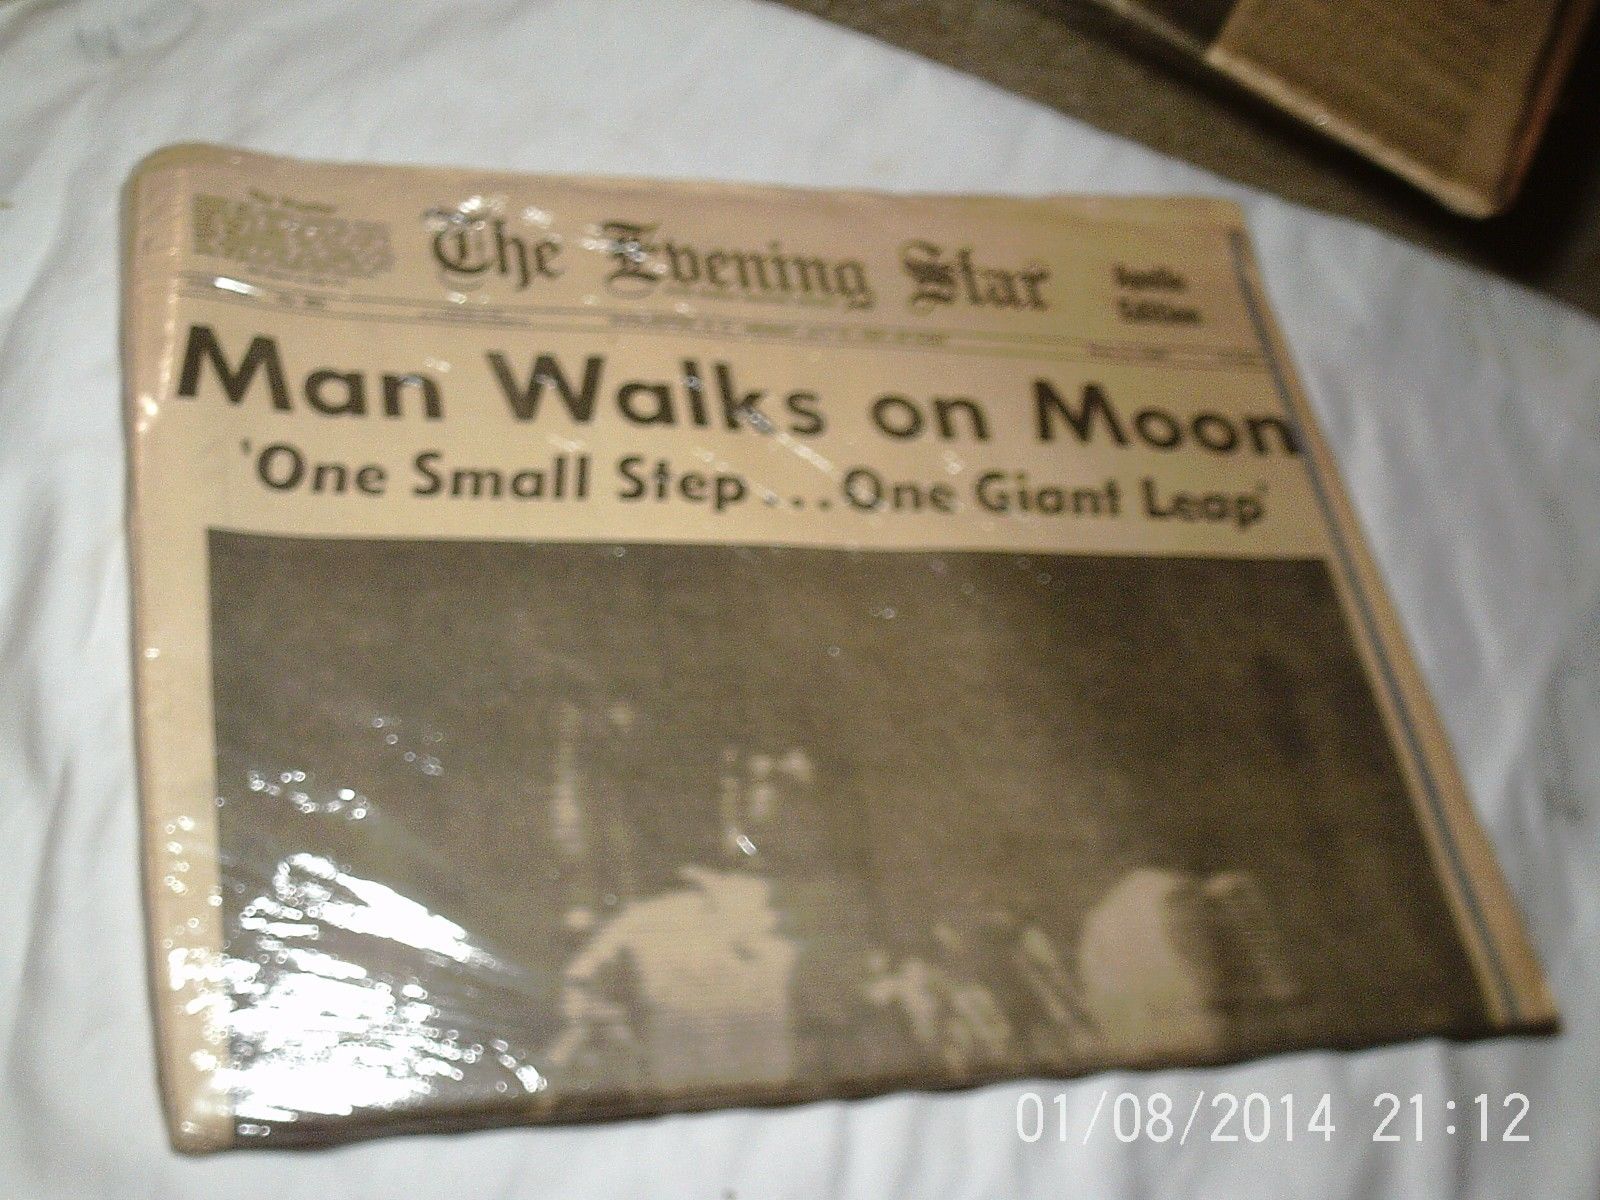 The Evening Star
Man Walks on Moon
'One Small Step...One Giant Leap'
01/08/2014 21:12